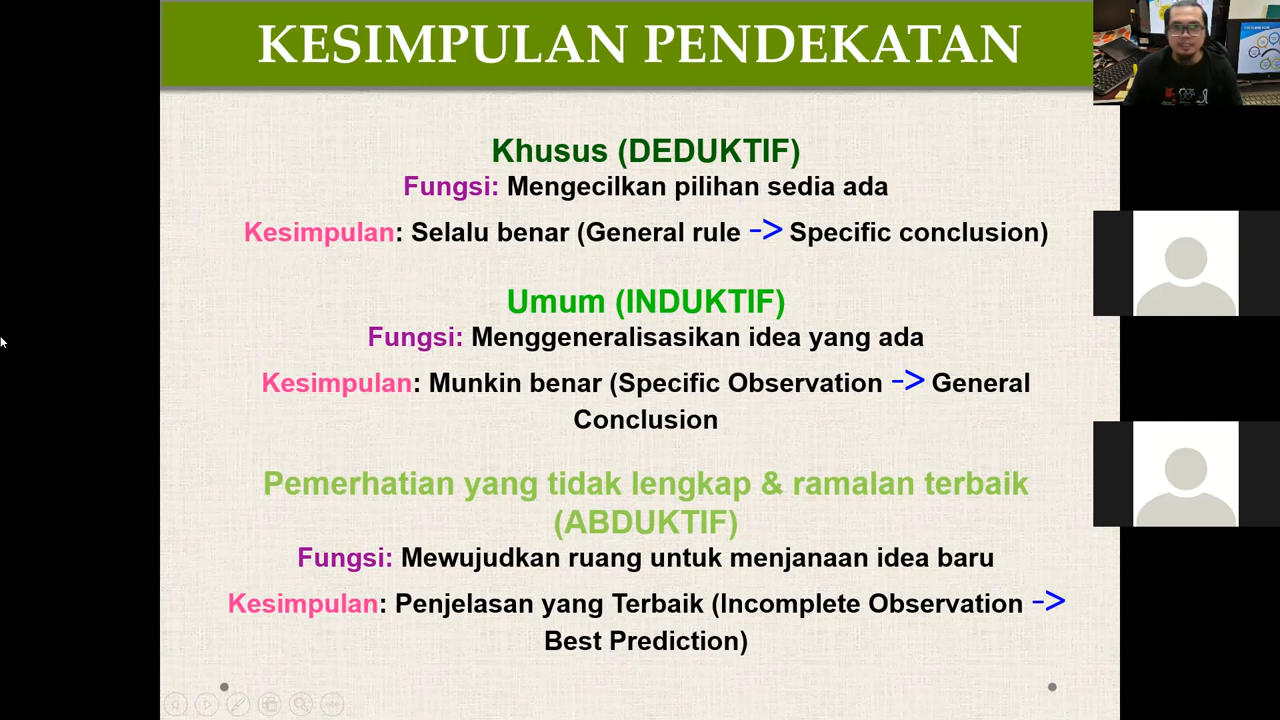 KESIMPULAN PENDEKATAN
Khusus (DEDUKTIF)
Fungsi: Mengecilkan pilihan sedia ada
Kesimpulan: Selalu benar (General rule -> Specific conclusion)
Umum (INDUKTIF)
Fungsi: Menggeneralisasikan idea yang ada
Kesimpulan: Munkin benar (Specific Observation -> General
Conclusion
Pemerhatian yang tidak lengkap & ramalan terbaik
(ABDUKTIF)
Fungsi: Mewujudkan ruang untuk menjanaan idea baru
Kesimpulan: Penjelasan yang Terbaik (Incomplete Observation ->
Best Prediction)